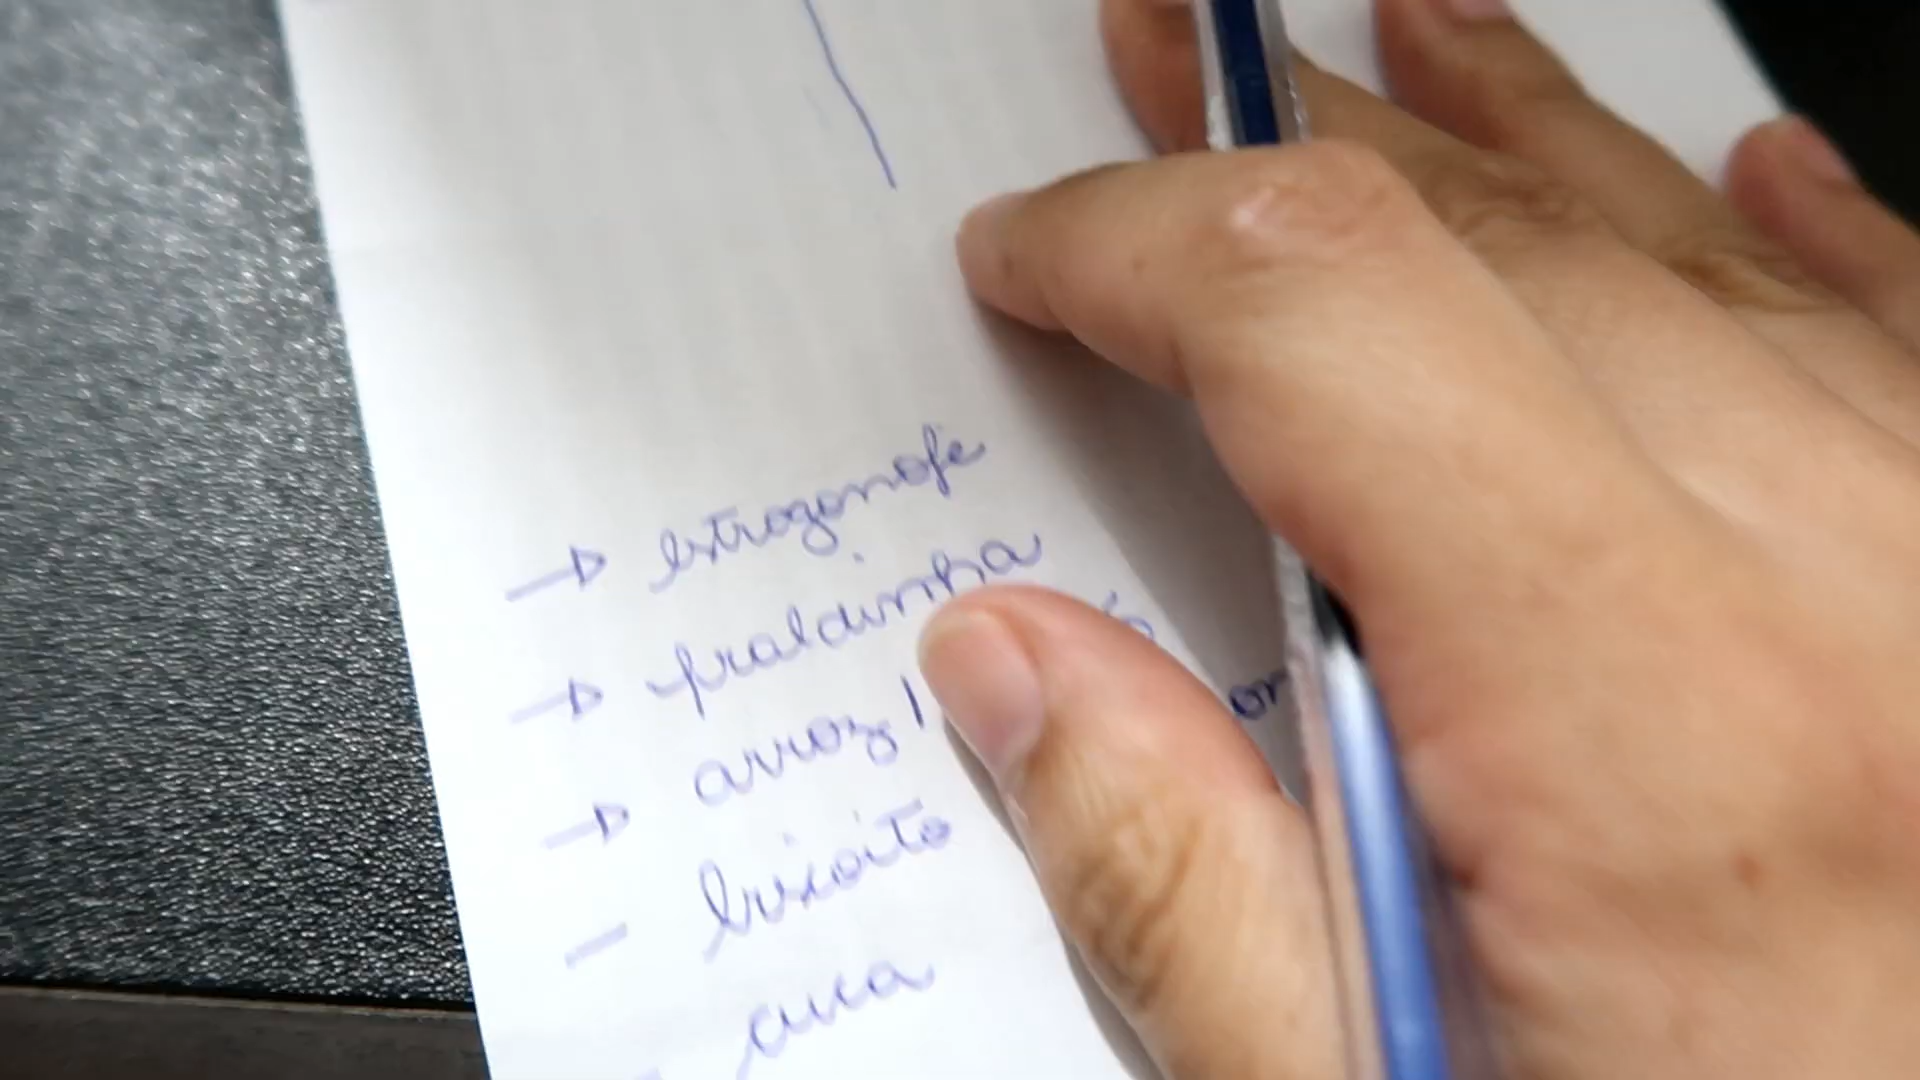 → estrogonofe
→ fraldinha
→ arroz |
- biscoito